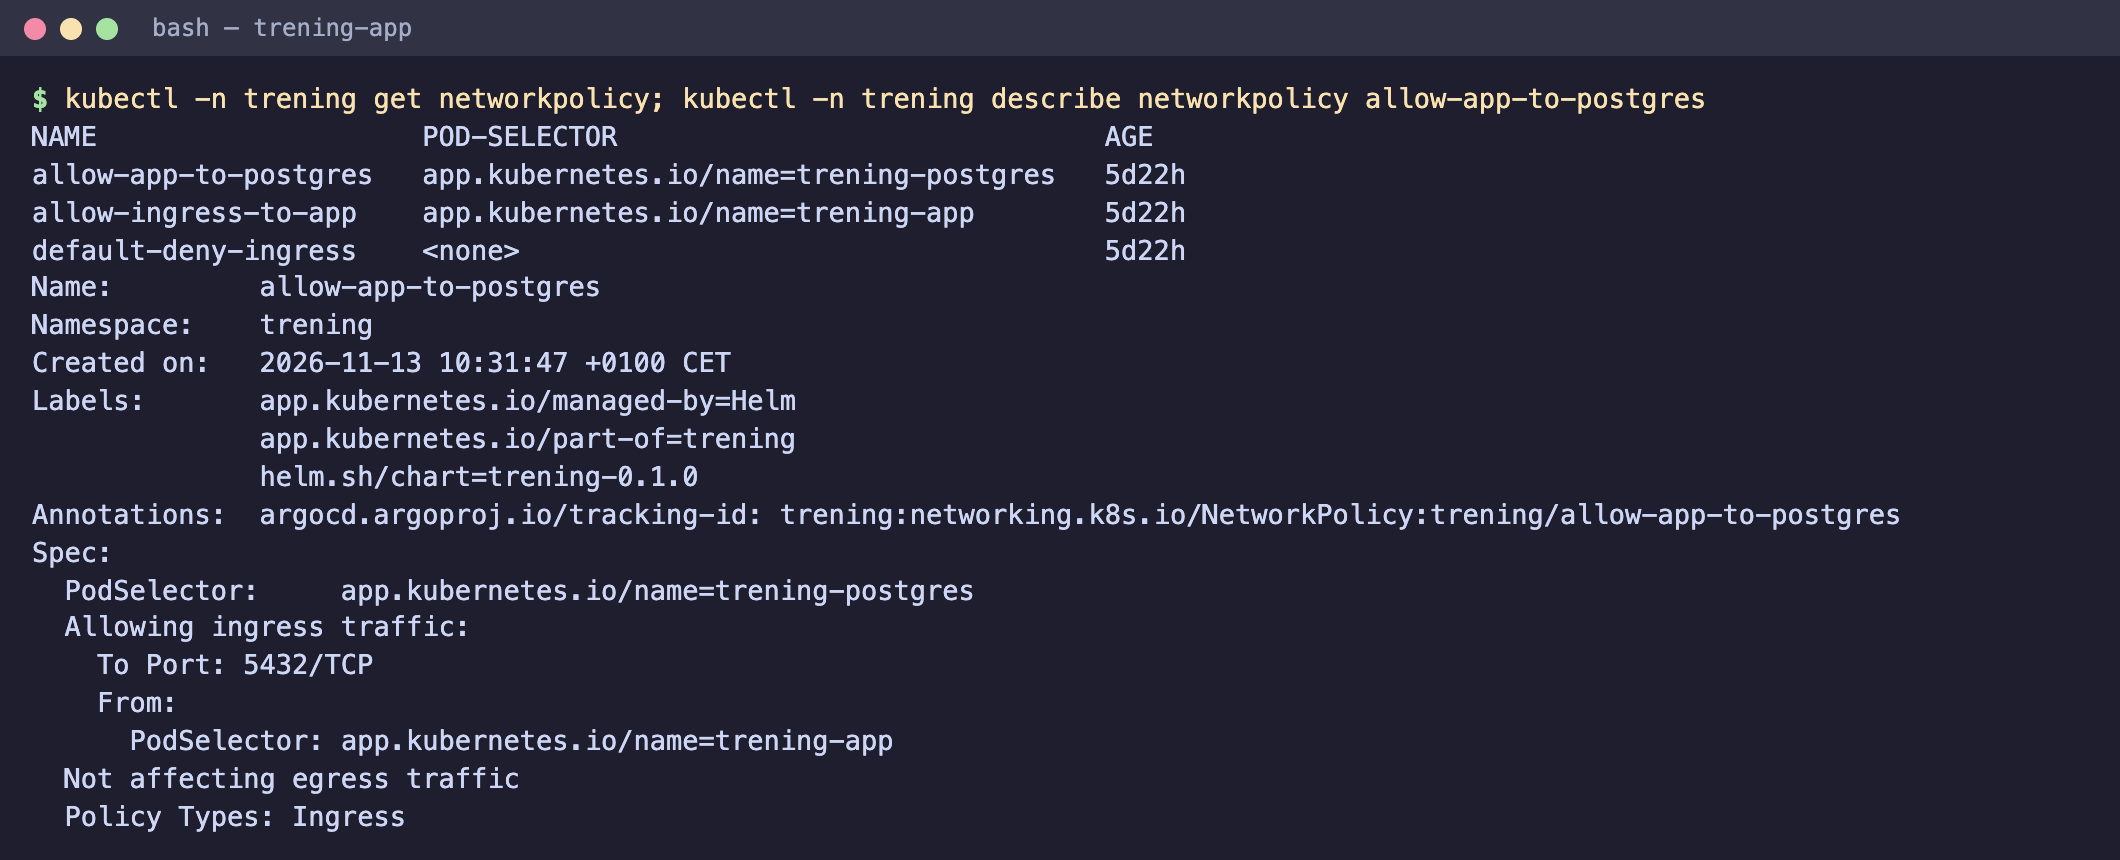 bash — trening-app
$ kubectl -n trening get networkpolicy; kubectl -n trening describe networkpolicy allow-app-to-postgres
NAME                    POD-SELECTOR                              AGE
allow-app-to-postgres   app.kubernetes.io/name=trening-postgres   5d22h
allow-ingress-to-app    app.kubernetes.io/name=trening-app        5d22h
default-deny-ingress    <none>                                    5d22h
Name:         allow-app-to-postgres
Namespace:    trening
Created on:   2026-11-13 10:31:47 +0100 CET
Labels:       app.kubernetes.io/managed-by=Helm
              app.kubernetes.io/part-of=trening
              helm.sh/chart=trening-0.1.0
Annotations:  argocd.argoproj.io/tracking-id: trening:networking.k8s.io/NetworkPolicy:trening/allow-app-to-postgres
Spec:
  PodSelector:     app.kubernetes.io/name=trening-postgres
  Allowing ingress traffic:
    To Port: 5432/TCP
    From:
      PodSelector: app.kubernetes.io/name=trening-app
  Not affecting egress traffic
  Policy Types: Ingress